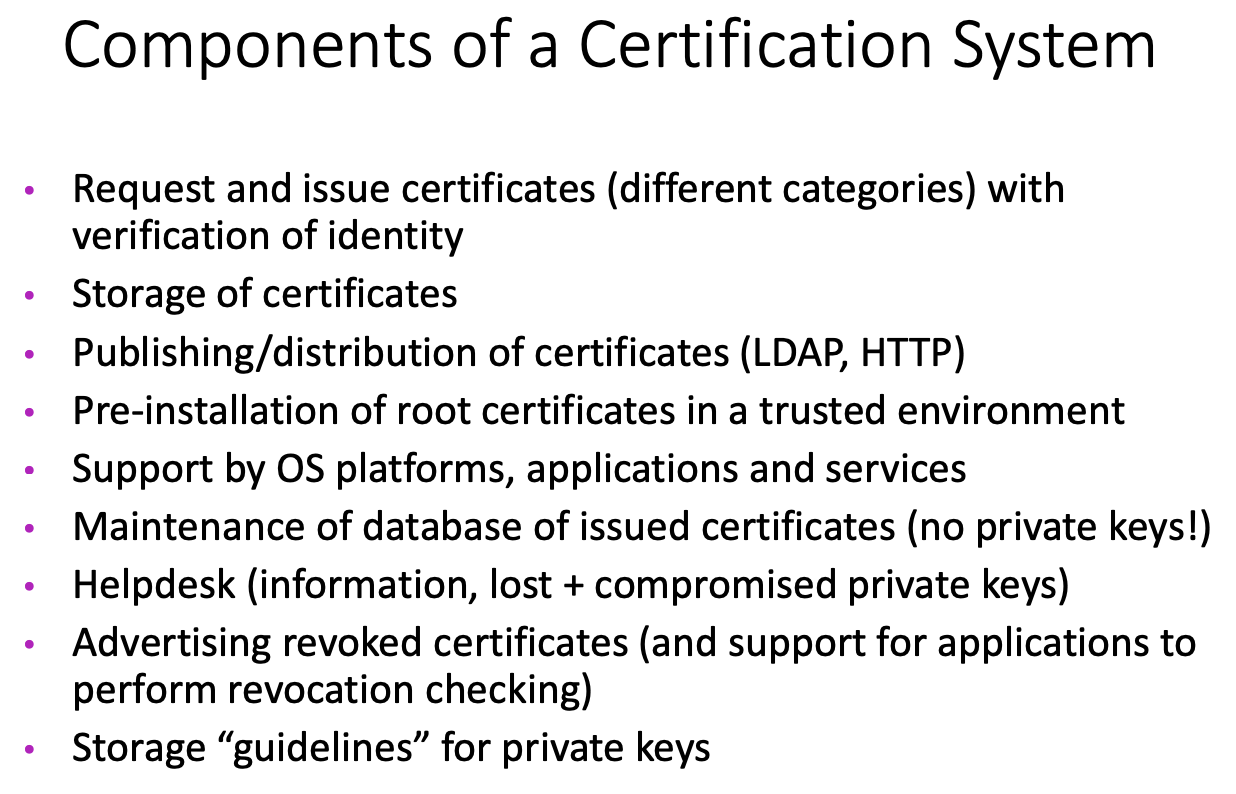 Components of a Certification System
• Request and issue certificates (different categories) with
verification of identity
• Storage of certificates
• Publishing/distribution of certificates (LDAP, HTTP)
• Pre-installation of root certificates in a trusted environment
• Support by OS platforms, applications and services
• Maintenance of database of issued certificates (no private keys!)
• Helpdesk (information, lost + compromised private keys)
• Advertising revoked certificates (and support for applications to
perform revocation checking)
• Storage “guidelines” for private keys